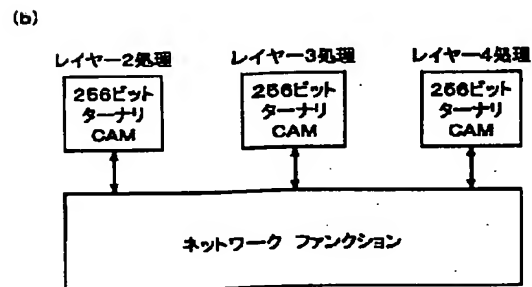 (b)
レイヤー2処理
レイヤー3処理
レイヤー4処理
256ビット
ターナリ
CAM
256ビット
ターナリ
CAM
256ビット
ターナリ
CAM
ネットワーク ファンクション